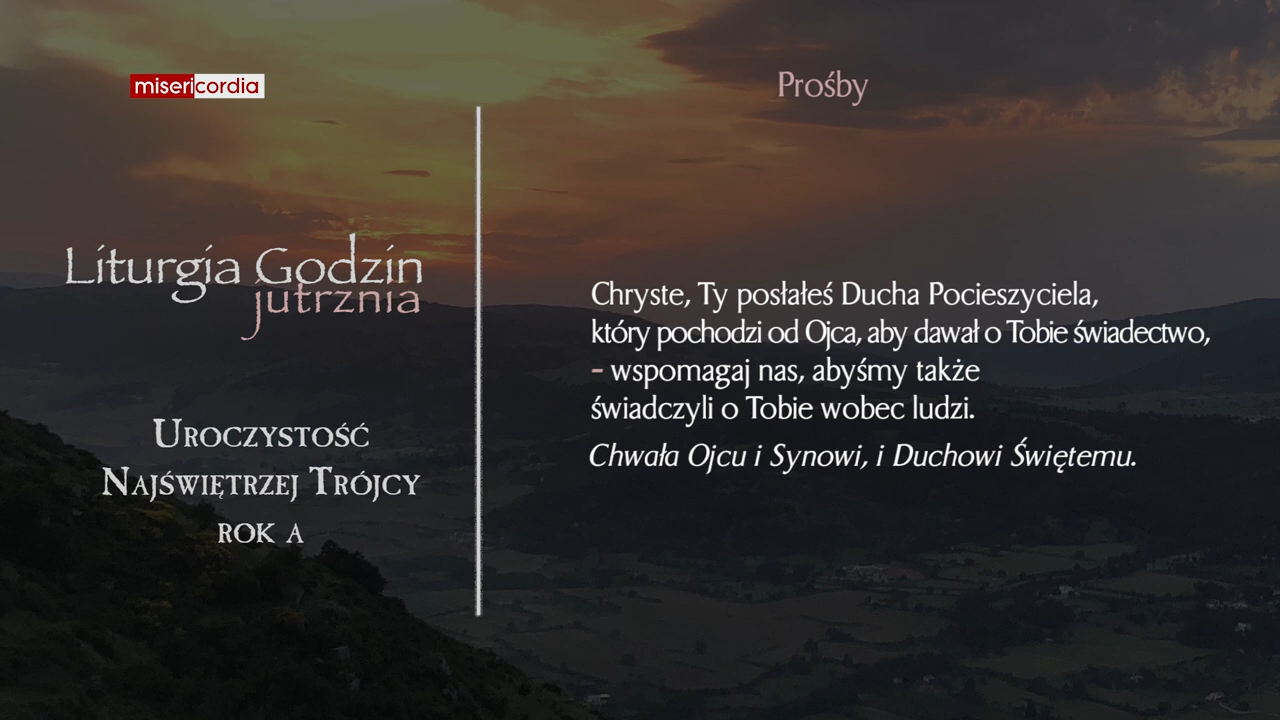 misericordia
Liturgia Godzin
jutrznia
Uroczystość
Najświętrzej Trójcy
rok a
Prośby
Chryste, Ty posłałeś Ducha Pocieszyciela,
który pochodzi od Ojca, aby dawał o Tobie świadectwo,
- wspomagaj nas, abyśmy także
świadczyli o Tobie wobec ludzi.
Chwała Ojcu i Synowi, i Duchowi Świętemu.